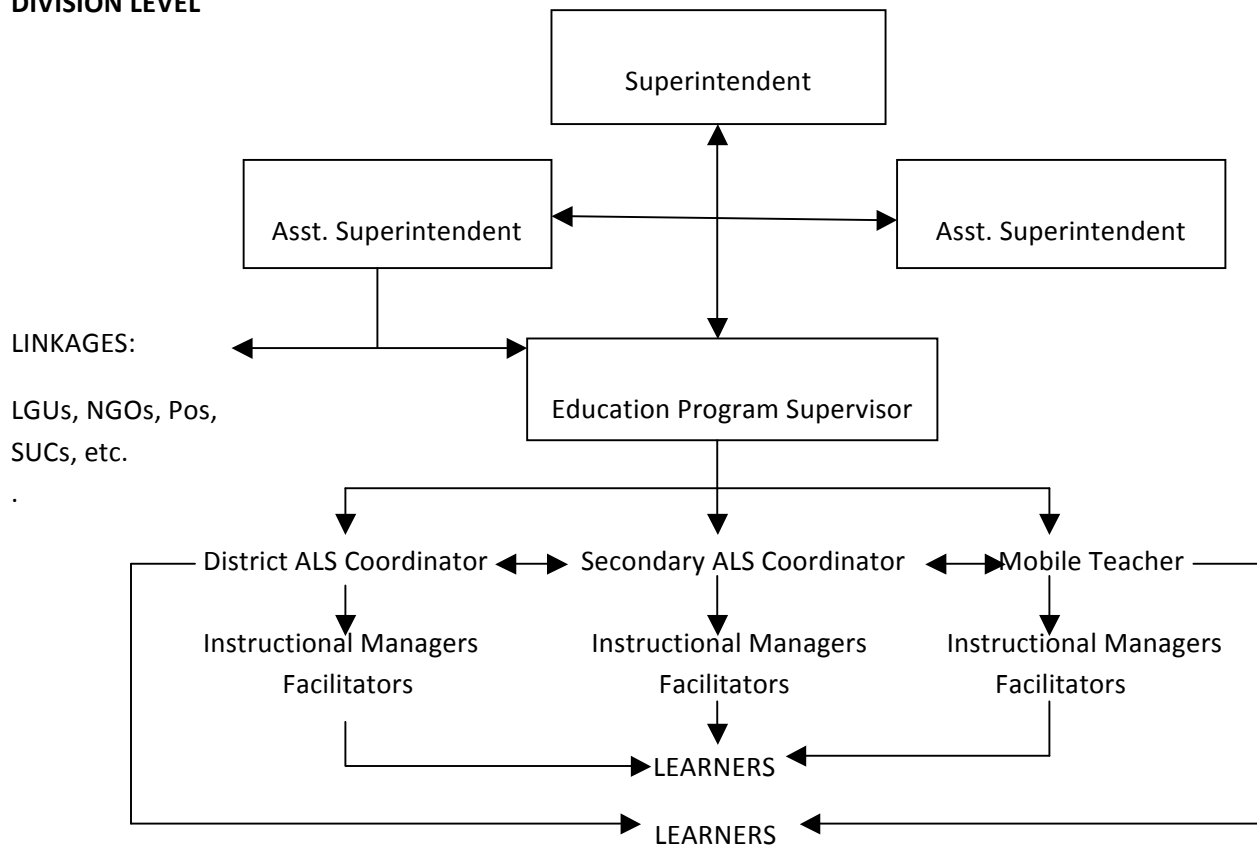 DIVISION LEVEL
Superintendent
Asst. Superintendent
Asst. Superintendent
LINKAGES:
LGUs, NGOs, Pos,
SUCs, etc.
.
Education Program Supervisor
District ALS Coordinator
Secondary ALS Coordinator
Mobile Teacher
Instructional Managers
Facilitators
Instructional Managers
Facilitators
Instructional Managers
Facilitators
LEARNERS
LEARNERS